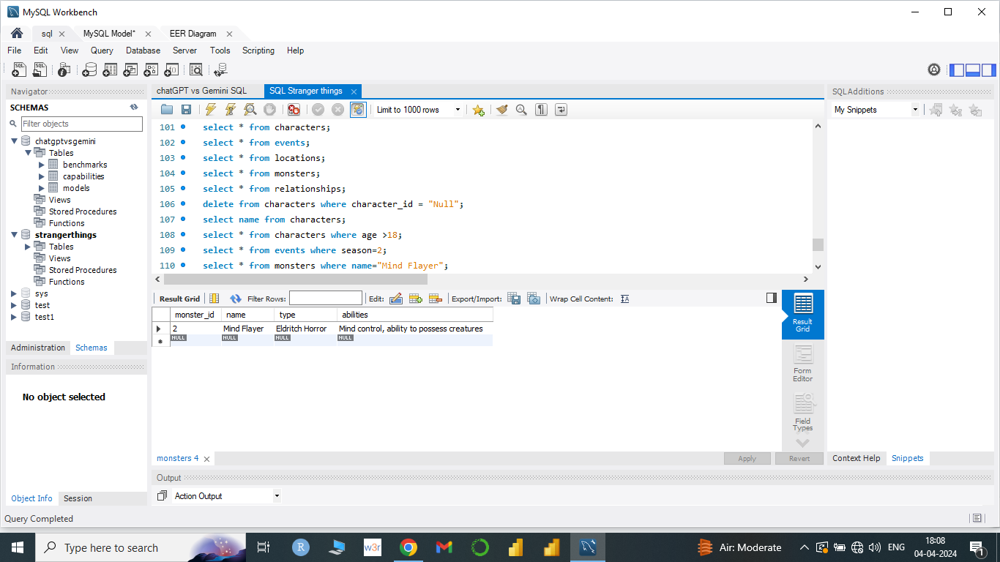 MySQL Workbench
sql
MySQL Model*
EER Diagram
File Edit View Query Database Server Tools Scripting Help
Navigator
SCHEMAS
Filter objects
chatgptvsgemini
Tables
benchmarks
capabilities
models
Views
Stored Procedures
Functions
strangerthings
Tables
Views
Stored Procedures
Functions
sys
test
test1
Administration Schemas
Information
No object selected
Object Info Session
chatGPT vs Gemini SQL
SQL Stranger things
Limit to 1000 rows
101 select * from characters;
102 select * from events;
103 select * from locations;
104 select * from monsters;
105 select * from relationships;
106 delete from characters where character_id = "Null";
107 select name from characters;
108 select * from characters where age >18;
109 select * from events where season=2;
110 select * from monsters where name="Mind Flayer";
Result Grid Filter Rows: Edit: Export/Import: Wrap Cell Content:
monster_id name type abilities
2 Mind Flayer Eldritch Horror Mind control, ability to possess creatures
NULL NULL NULL NULL
Result
Grid
Form
Editor
Field
Types
monsters 4
Apply Revert
Output
Action Output
SQLAdditions
My Snippets
Context Help Snippets
Query Completed
Type here to search
R
w3r
Air: Moderate
ENG
18:08
04-04-2024
1